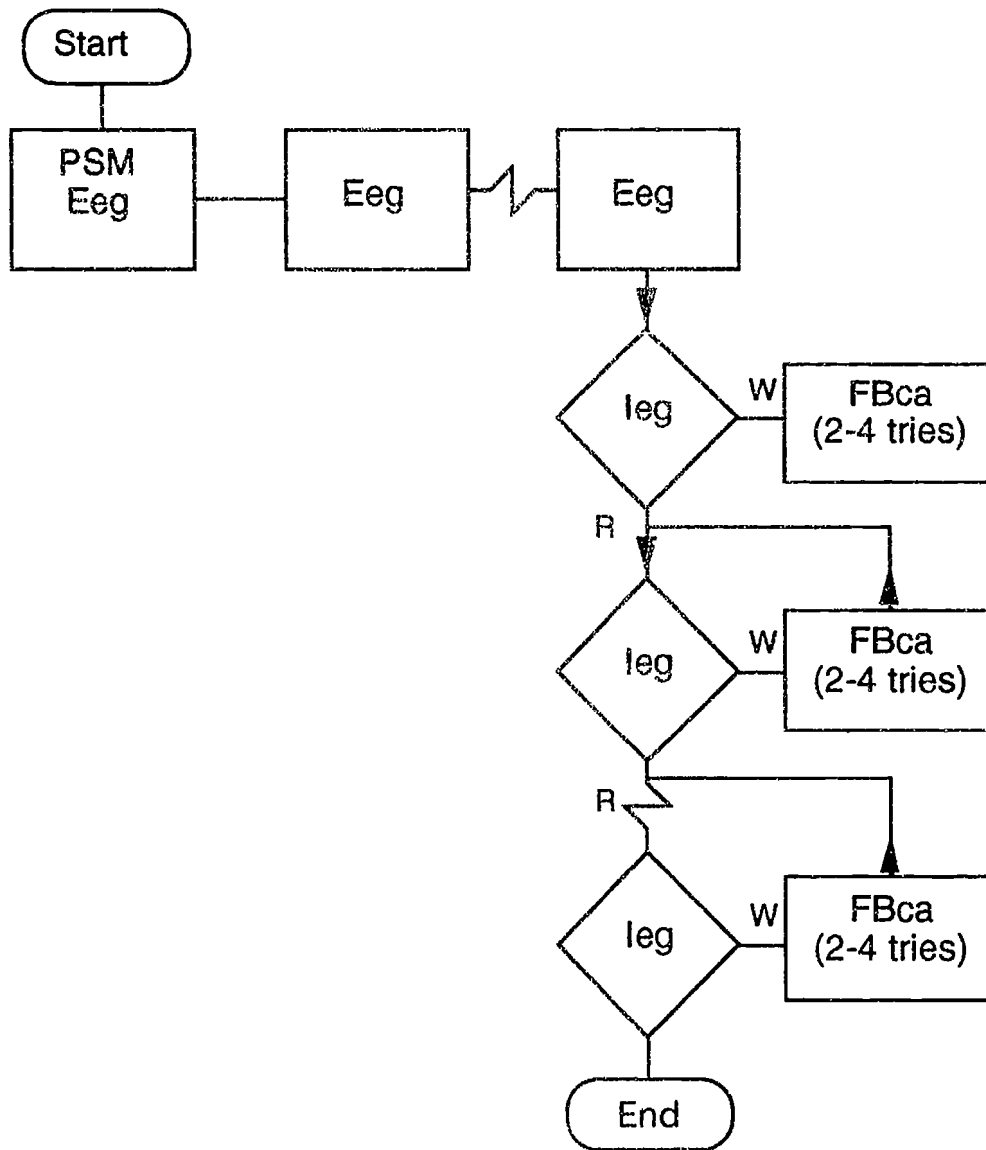 Start
PSM
Eeg
Eeg
Eeg
Ieg
W
FBca
(2-4 tries)
R
Ieg
W
FBca
(2-4 tries)
R
Ieg
W
FBca
(2-4 tries)
End